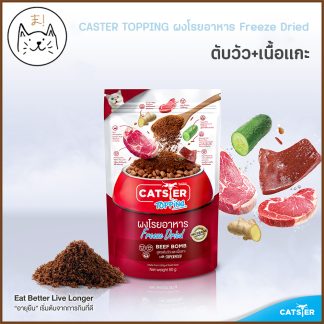 CASTER TOPPING ผงโรยอาหาร Freeze Dried
ตับวัว+เนื้อแกะ
CATSTER
TOPPING
ผงโรยอาหาร
Freeze Dried
BEEF BOMB
Net weight 50 g
Eat Better Live Longer
"อายุยืน" เริ่มต้นจากการกินที่ดี
CATSTER